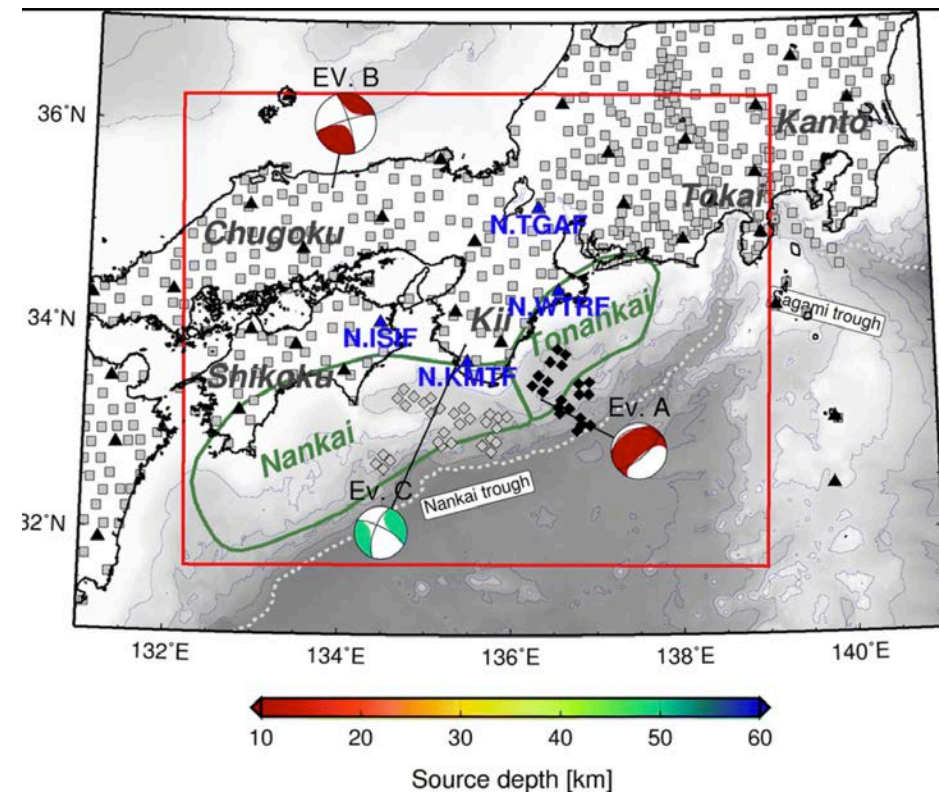 EV. B
36˚N
Kanto
Tokai
Chugoku
N.TGAF
34˚N
N.WTRF
Kii
Tonankai
agami trough
N.ISIF
Shikoku
N.KMTF
Ev. A
Nankai
Ev. C
Nankai trough
32˚N
132˚E
134˚E
136˚E
138˚E
140˚E
10 20 30 40 50 60
Source depth [km]